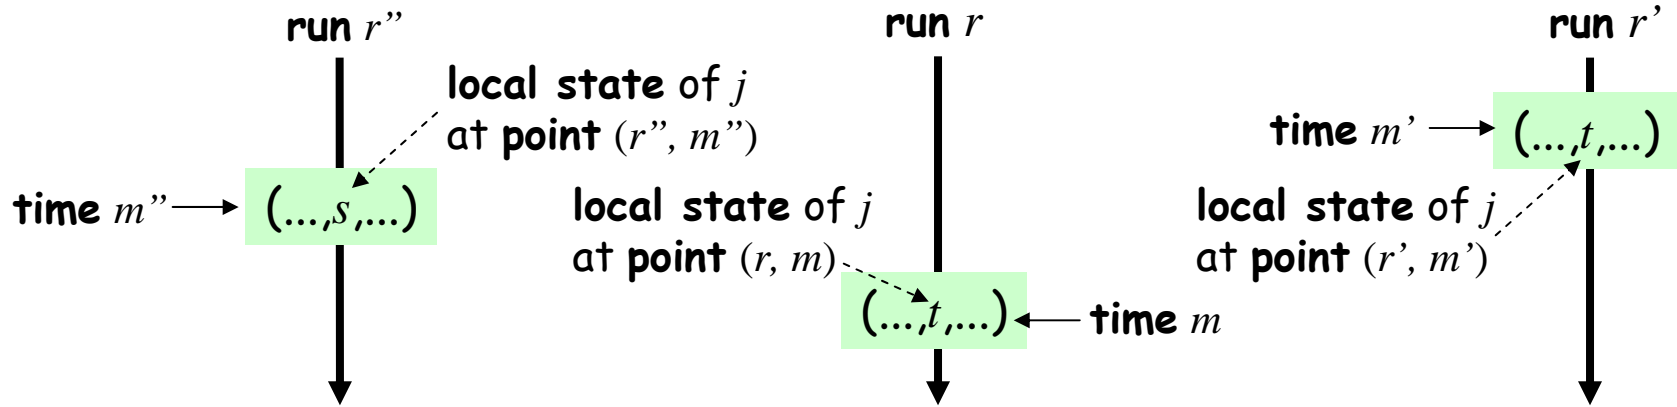 run r”
local state of j
at point (r”, m”)
time m”
(...,s,...)
run r
local state of j
at point (r, m)
(...,t,...)
time m
run r’
time m’
(...,t,...)
local state of j
at point (r’, m’)